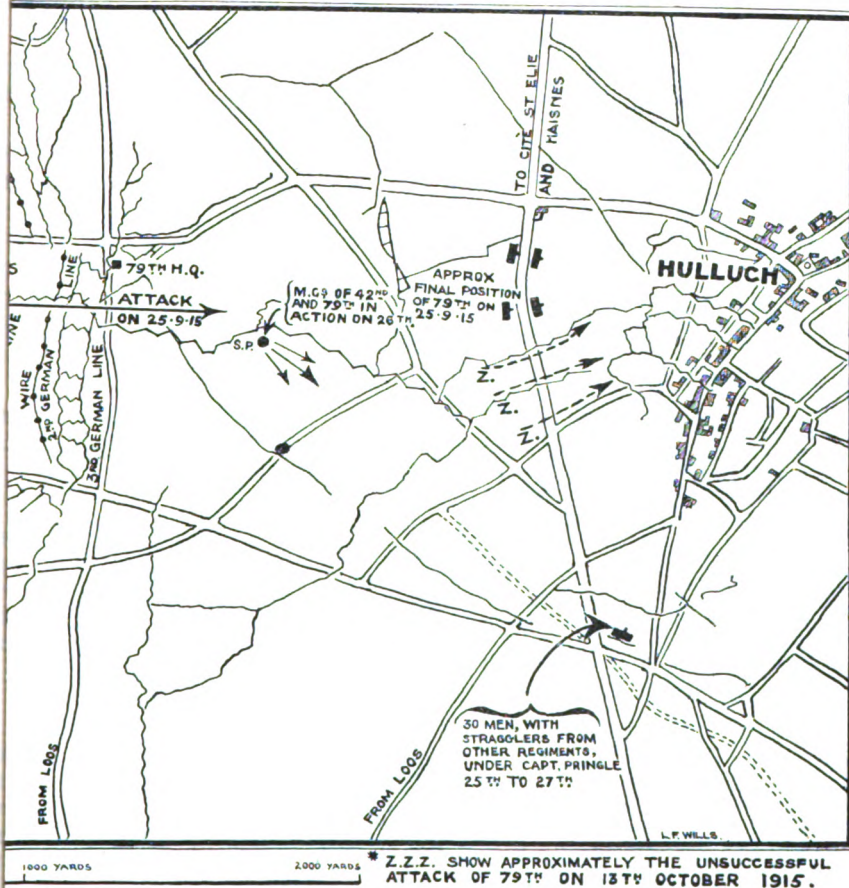 TO CITE ST ELIE
AND HAISNES
HULLUCH
79TH H.Q.
LINE
ATTACK
ON 25·9·15
M.GS OF 42ND
AND 79TH IN
ACTION ON 26TH
APPROX
FINAL POSITION
OF 79TH ON
25·9·15
S.P.
Z.
Z.
Z.
WIRE
2ND GERMAN
3RD GERMAN LINE
30 MEN, WITH
STRAGGLERS FROM
OTHER REGIMENTS,
UNDER CAPT. PRINGLE
25TH TO 27TH
FROM LOOS
FROM LOOS
L.F. WILLS.
1000 YARDS
2000 YARDS
* Z.Z.Z. SHOW APPROXIMATELY THE UNSUCCESSFUL
ATTACK OF 79TH ON 13TH OCTOBER 1915.